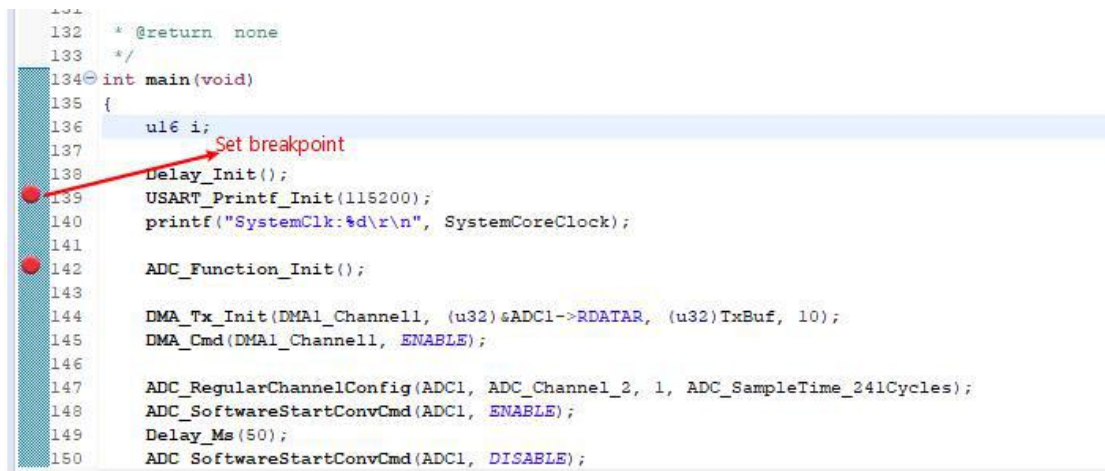 132 * @return none
133 */
134 int main(void)
135 {
136 u16 i;
137
Set breakpoint
138 Delay_Init();
139 USART_Printf_Init(115200);
140 printf("SystemClk:%d\r\n", SystemCoreClock);
141
142 ADC_Function_Init();
143
144 DMA_Tx_Init(DMA1_Channel1, (u32)&ADC1->RDATAR, (u32)TxBuf, 10);
145 DMA_Cmd(DMA1_Channel1, ENABLE);
146
147 ADC_RegularChannelConfig(ADC1, ADC_Channel_2, 1, ADC_SampleTime_241Cycles);
148 ADC_SoftwareStartConvCmd(ADC1, ENABLE);
149 Delay_Ms(50);
150 ADC_SoftwareStartConvCmd(ADC1, DISABLE);